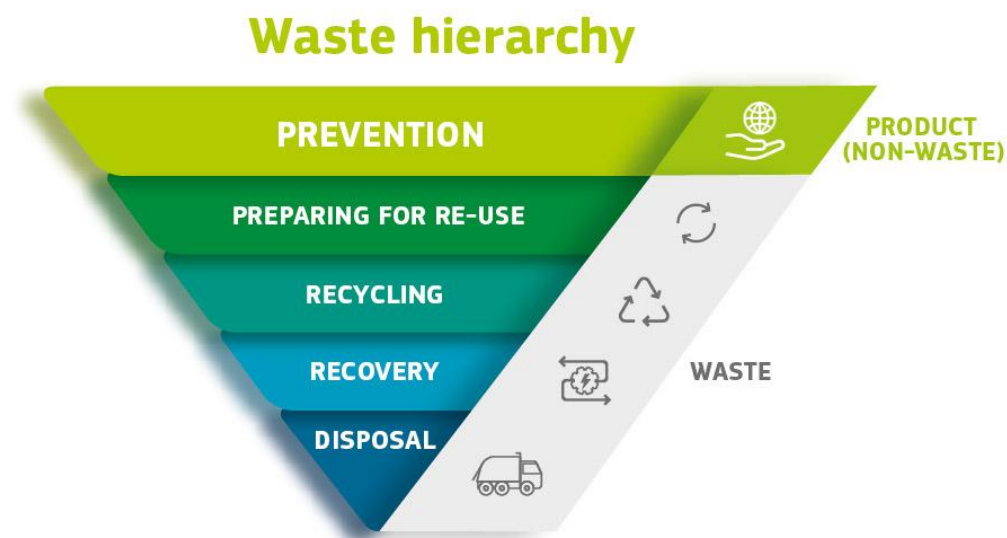 Waste hierarchy
PREVENTION
PRODUCT
(NON-WASTE)
PREPARING FOR RE-USE
RECYCLING
RECOVERY
WASTE
DISPOSAL